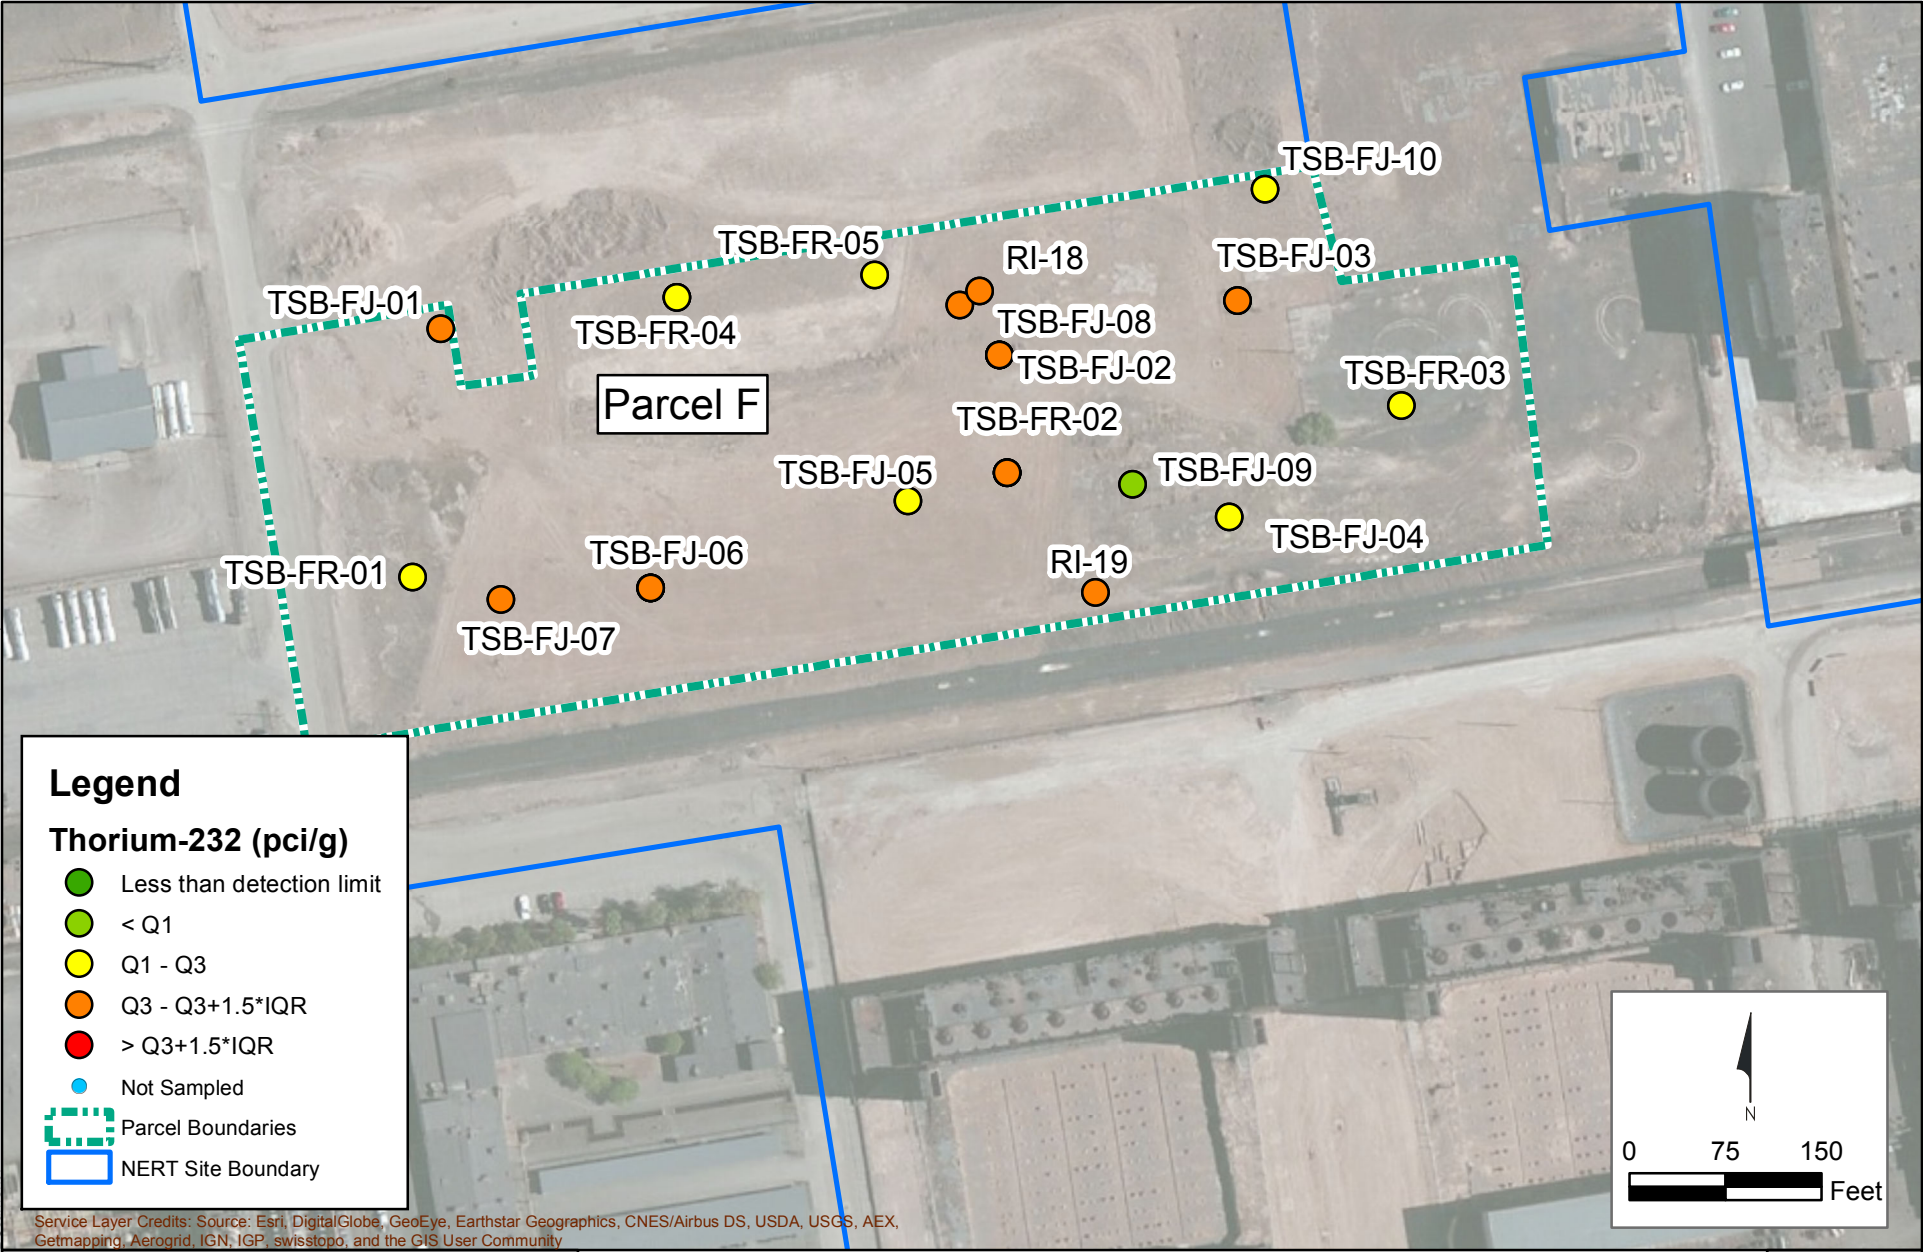 TSB-FJ-10
TSB-FR-05
RI-18
TSB-FJ-03
TSB-FJ-01
TSB-FR-04
TSB-FJ-08
TSB-FJ-02
TSB-FR-03
Parcel F
TSB-FR-02
TSB-FJ-05
TSB-FJ-09
TSB-FJ-04
TSB-FJ-06
RI-19
TSB-FR-01
TSB-FJ-07
Legend
Thorium-232 (pci/g)
Less than detection limit
< Q1
Q1 - Q3
Q3 - Q3+1.5*IQR
> Q3+1.5*IQR
Not Sampled
Parcel Boundaries
NERT Site Boundary
N
0 75 150
Feet
Service Layer Credits: Source: Esri, DigitalGlobe, GeoEye, Earthstar Geographics, CNES/Airbus DS, USDA, USGS, AEX,
Getmapping, Aerogrid, IGN, IGP, swisstopo, and the GIS User Community